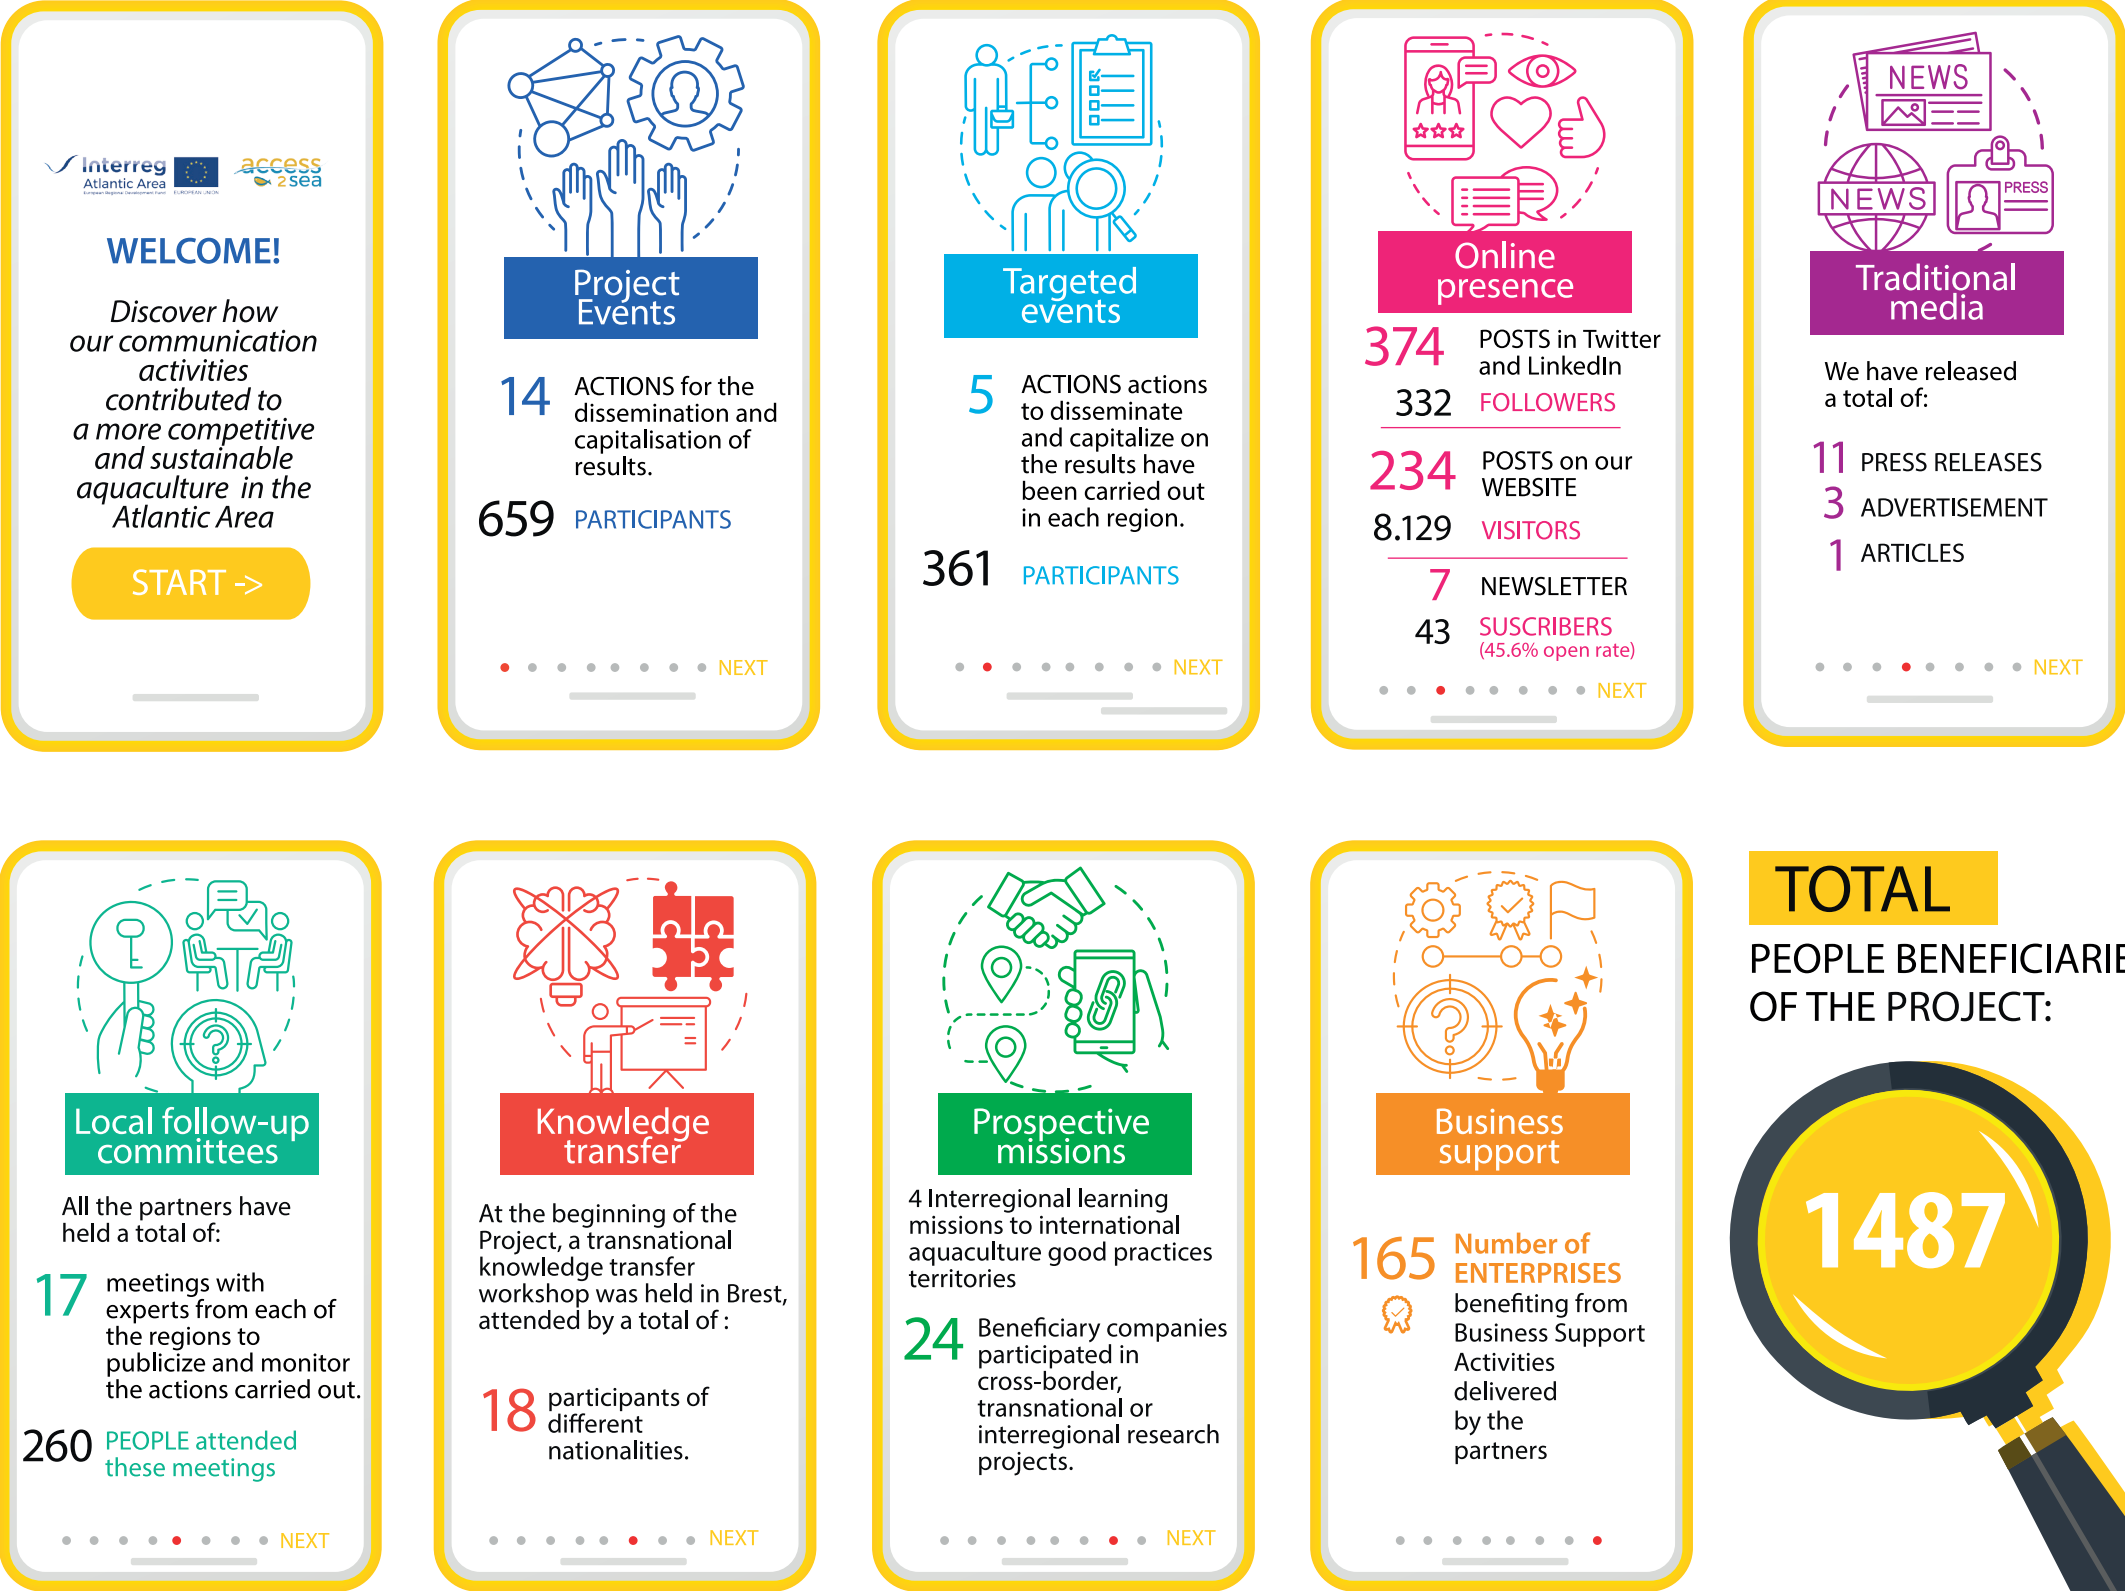 Interreg
Atlantic Area
European Regional Development Fund
EUROPEAN UNION
access
2sea
WELCOME!
Discover how
our communication
activities
contributed to
a more competitive
and sustainable
aquaculture in the
Atlantic Area
START ->
Project
Events
14 ACTIONS for the
dissemination and
capitalisation of
results.
659 PARTICIPANTS
NEXT
Targeted
events
5 ACTIONS actions
to disseminate
and capitalize on
the results have
been carried out
in each region.
361 PARTICIPANTS
NEXT
Online
presence
374 POSTS in Twitter
and LinkedIn
332 FOLLOWERS
234 POSTS on our
WEBSITE
8.129 VISITORS
7 NEWSLETTER
43 SUSCRIBERS
(45.6% open rate)
NEXT
NEWS
NEWS
PRESS
Traditional
media
We have released
a total of:
11 PRESS RELEASES
3 ADVERTISEMENT
1 ARTICLES
NEXT
Local follow-up
committees
All the partners have
held a total of:
17 meetings with
experts from each of
the regions to
publicize and monitor
the actions carried out.
260 PEOPLE attended
these meetings
NEXT
Knowledge
transfer
At the beginning of the
Project, a transnational
knowledge transfer
workshop was held in Brest,
attended by a total of :
18 participants of
different
nationalities.
NEXT
Prospective
missions
4 Interregional learning
missions to international
aquaculture good practices
territories
24 Beneficiary companies
participated in
cross-border,
transnational or
interregional research
projects.
NEXT
Business
support
165 Number of
ENTERPRISES
benefiting from
Business Support
Activities
delivered
by the
partners
TOTAL
PEOPLE BENEFICIARIE
OF THE PROJECT:
1487